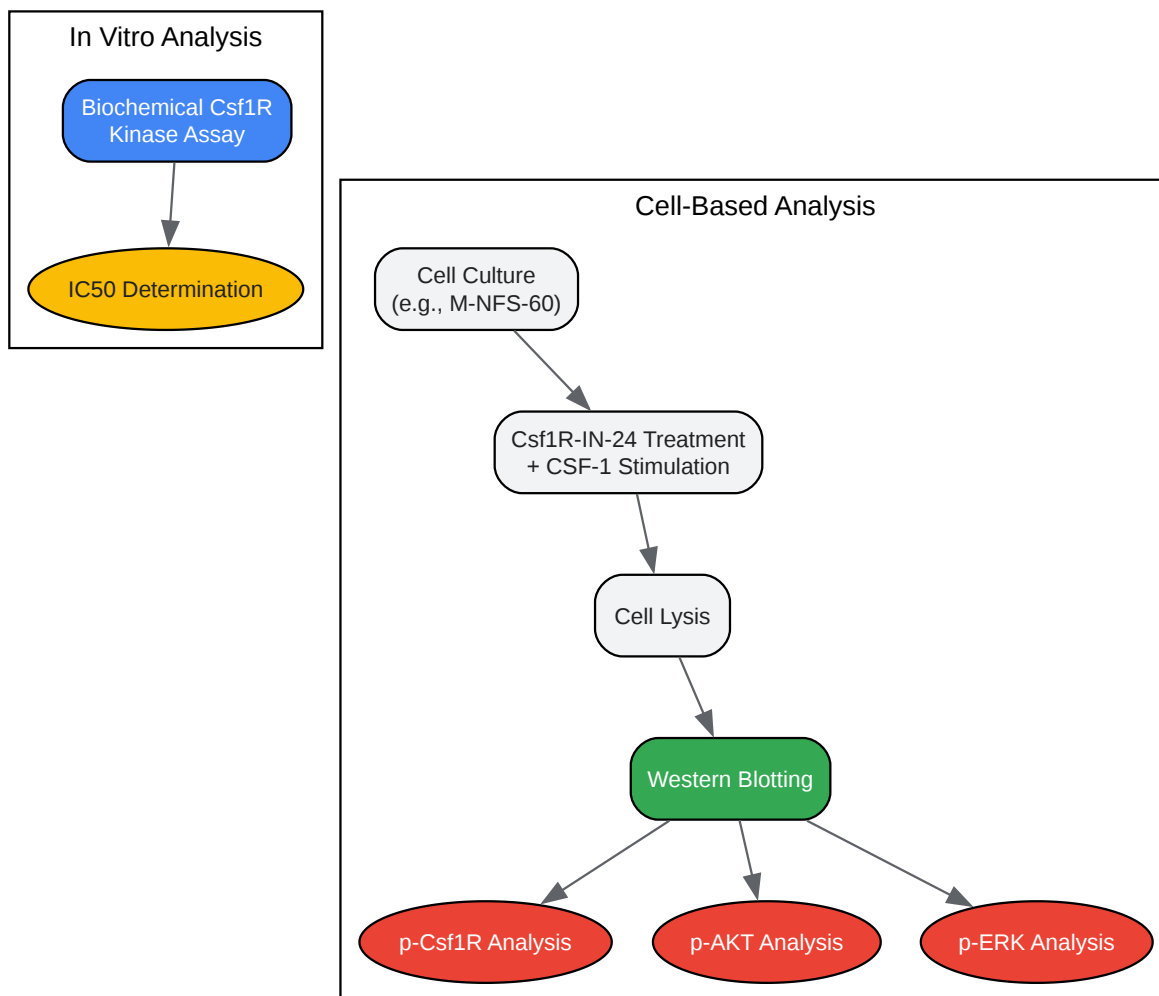 In Vitro Analysis
Biochemical Csf1R
Kinase Assay
IC50 Determination
Cell-Based Analysis
Cell Culture
(e.g., M-NFS-60)
Csf1R-IN-24 Treatment
+ CSF-1 Stimulation
Cell Lysis
Western Blotting
p-Csf1R Analysis
p-AKT Analysis
p-ERK Analysis